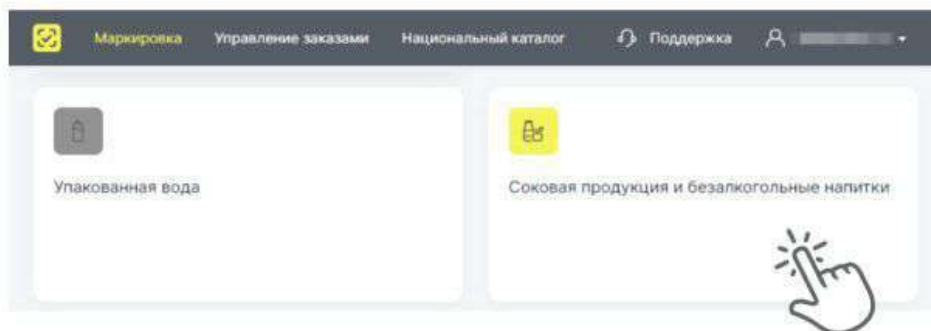 Маркировка Управление заказами Национальный каталог Поддержка
Упакованная вода
Соковая продукция и безалкогольные напитки